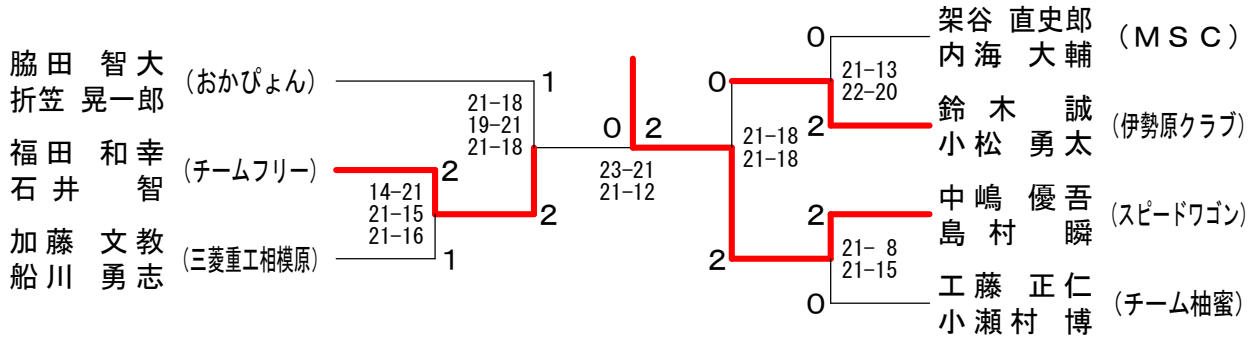 脇田 智大
折笠 晃一郎
(おかぴょん)
1
福田 和幸
石井 智
(チームフリー)
2
加藤 文教
船川 勇志
(三菱重工相模原)
1
14-21
21-15
21-16
21-18
19-21
21-18
2
0 2
23-21
21-12
架谷 直史郎
内海 大輔
(MSC)
0
鈴木 誠
小松 勇太
(伊勢原クラブ)
2
21-13
22-20
0
21-18
21-18
2
中嶋 優吾
島村 瞬
(スピードワゴン)
2
21- 8
21-15
工藤 正仁
小瀬村 博
(チーム柚蜜)
0